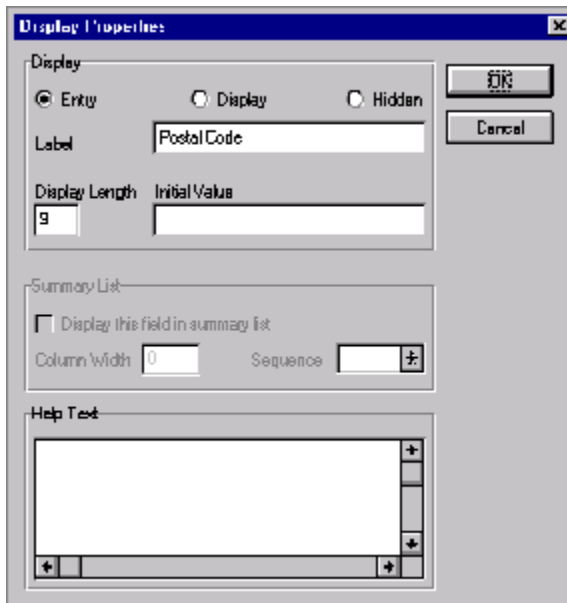 Display Properties
Display
OK
Entry Display Hidden
Label Postal Code
Cancel
Display Length Initial Value
9
Summary List
Display this field in summary list
Column Width 0 Sequence
Help Text